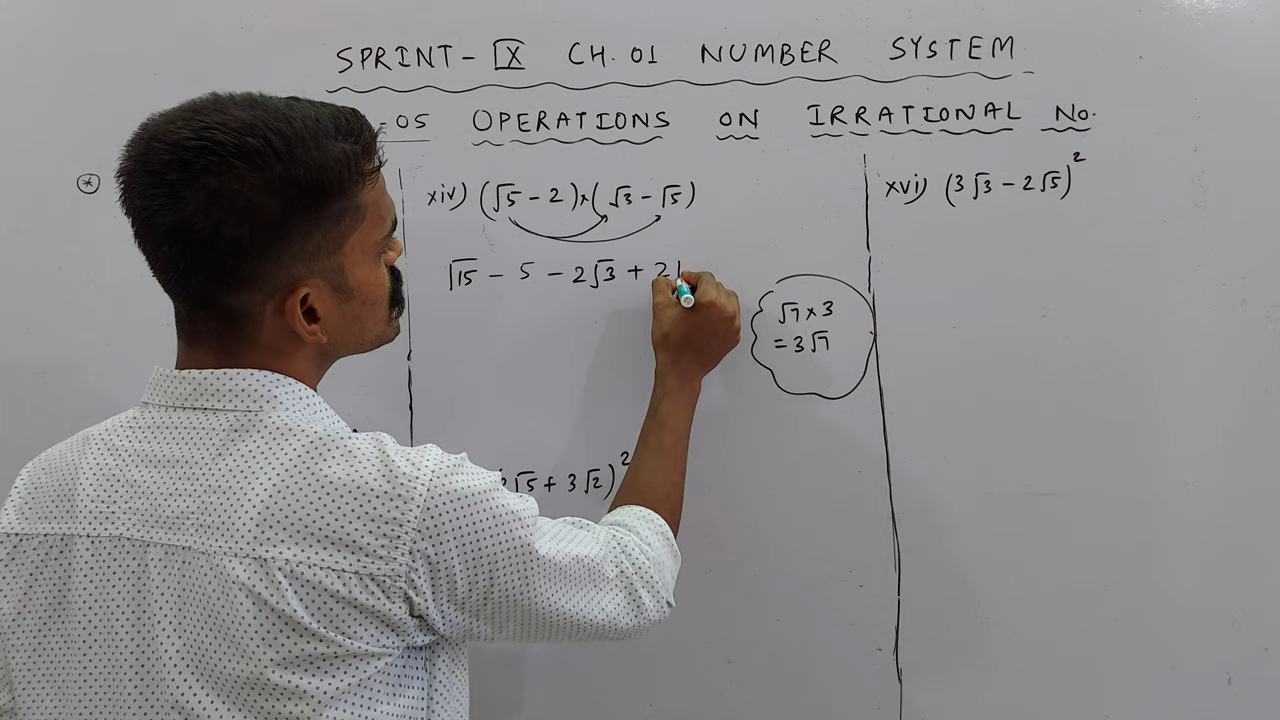 SPRINT-IX CH.01 NUMBER SYSTEM
-05 OPERATIONS ON IRRATIONAL No.
*
xiv) (√5 - 2)×(√3 - √5)
√15 - 5 - 2√3 + 2
√7 × 3
= 3√7
√5 + 3√2)²
xvi) (3√3 - 2√5)²